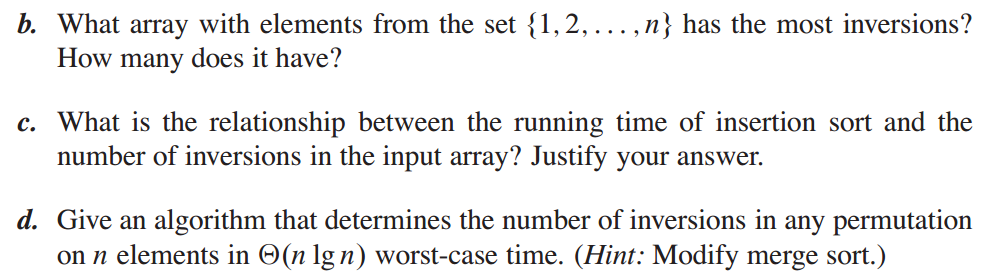 b. What array with elements from the set {1, 2, . . . , n} has the most inversions?
How many does it have?
c. What is the relationship between the running time of insertion sort and the
number of inversions in the input array? Justify your answer.
d. Give an algorithm that determines the number of inversions in any permutation
on n elements in Θ(n lg n) worst-case time. (Hint: Modify merge sort.)